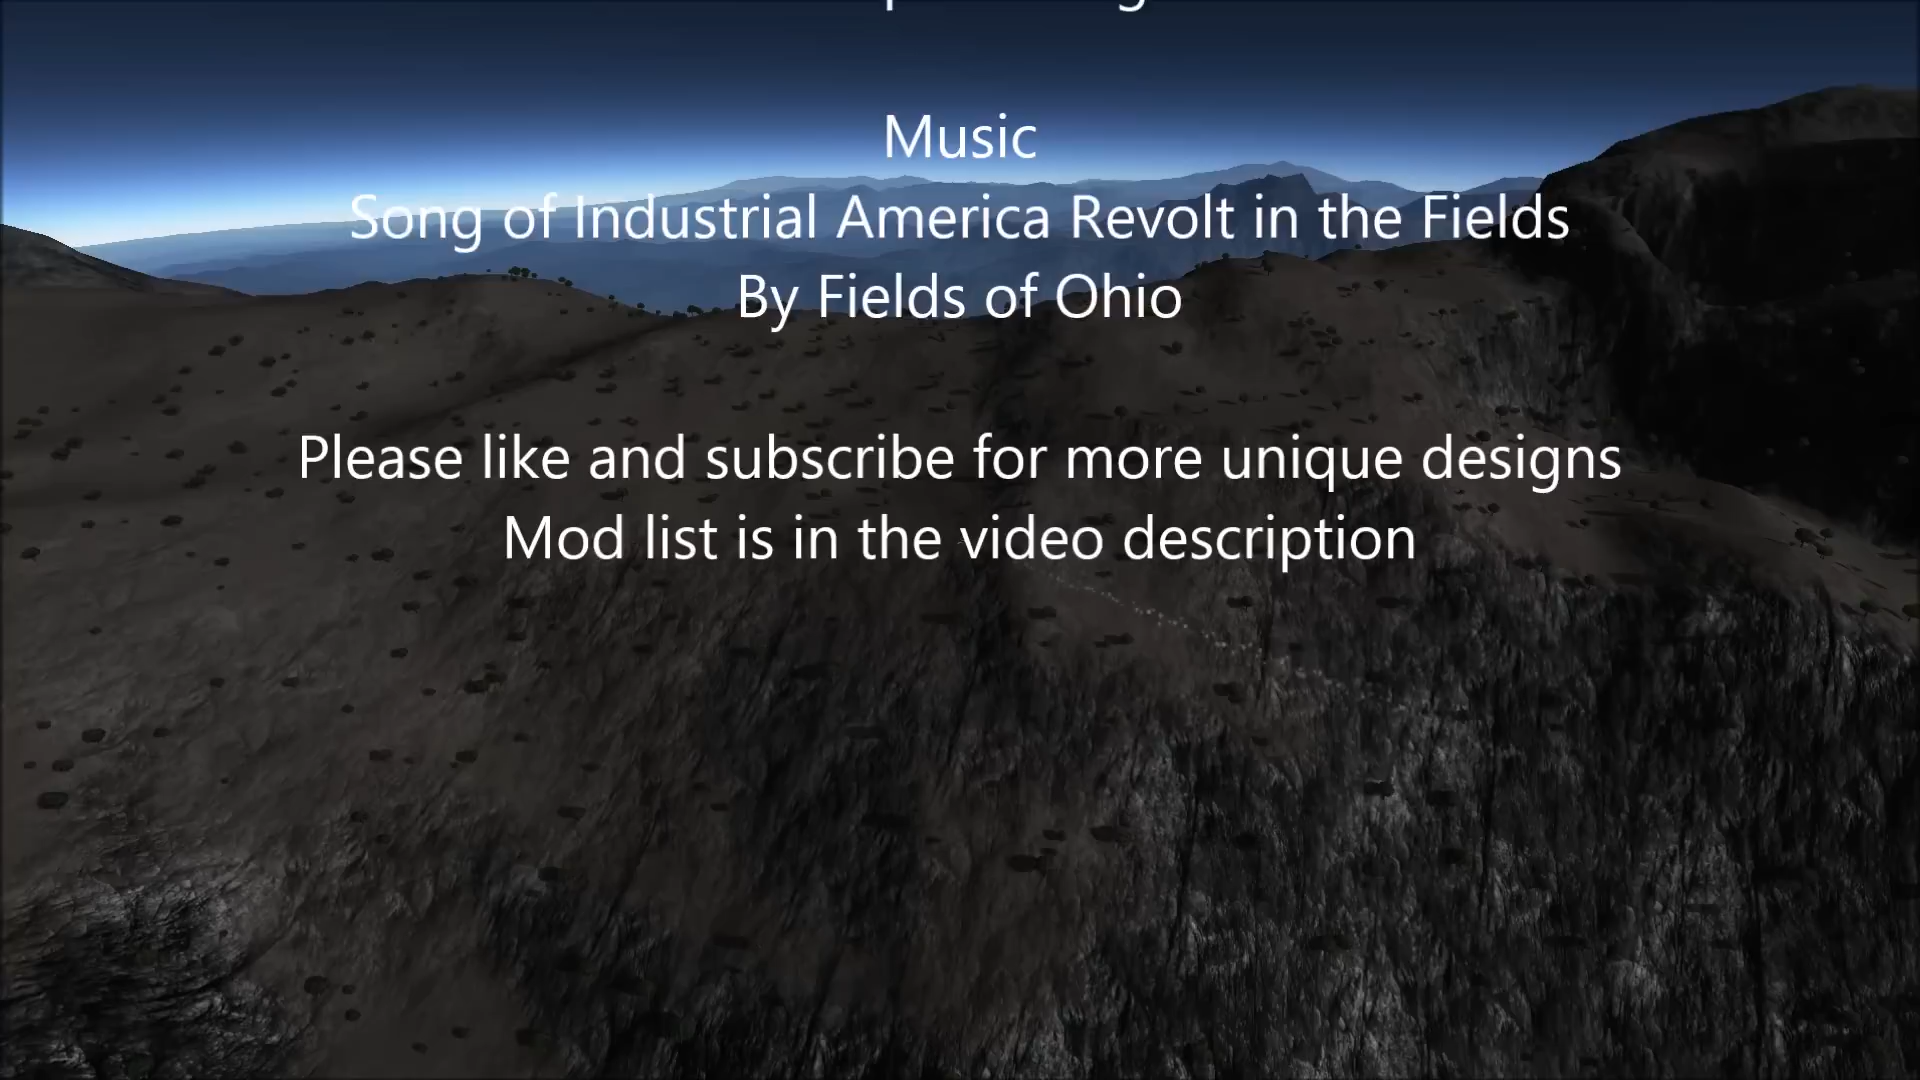 Music
Song of Industrial America Revolt in the Fields
By Fields of Ohio
Please like and subscribe for more unique designs
Mod list is in the video description